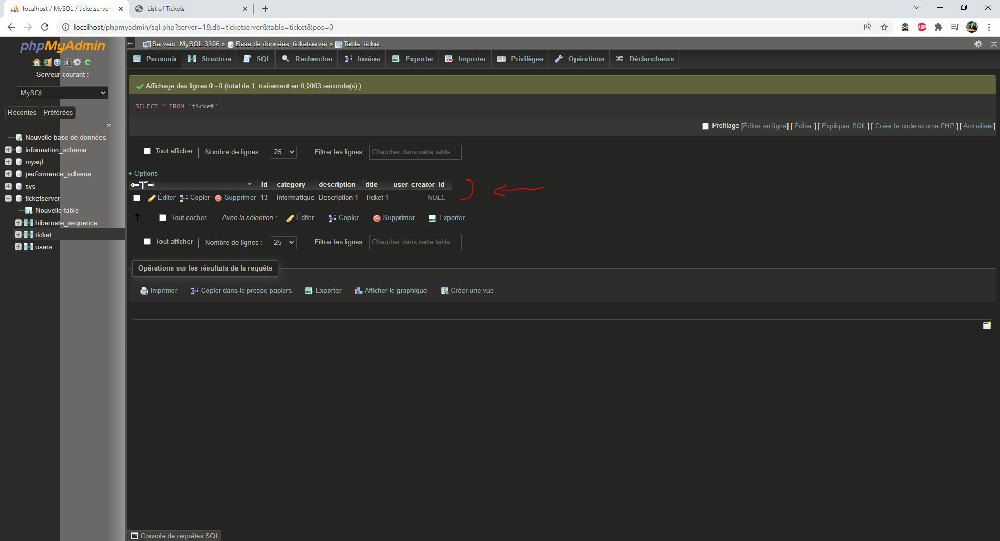 localhost / MySQL / ticketserver /
List of Tickets
localhost/phpmyadmin/sql.php?server=1&db=ticketserver&table=ticket&pos=0
ABP
phpMyAdmin
Serveur: MySQL:3306 » Base de données: ticketserver » Table: ticket
Parcourir Structure SQL Rechercher Insérer Exporter Importer Privilèges Opérations Déclencheurs
Serveur courant :
MySQL
Récentes Préférées
Nouvelle base de données
information_schema
mysql
performance_schema
sys
ticketserver
Nouvelle table
hibernate_sequence
ticket
users
Affichage des lignes 0 - 0 (total de 1, traitement en 0,0003 seconde(s).)
SELECT * FROM `ticket`
Profilage [Éditer en ligne] [ Éditer ] [ Expliquer SQL ] [ Créer le code source PHP ] [ Actualiser]
Tout afficher | Nombre de lignes : 25 Filtrer les lignes: Chercher dans cette table
+ Options
←T→ id category description title user_creator_id
Éditer Copier Supprimer 13 Informatique Description 1 Ticket 1 NULL
Tout cocher Avec la sélection : Éditer Copier Supprimer Exporter
Tout afficher | Nombre de lignes : 25 Filtrer les lignes: Chercher dans cette table
Opérations sur les résultats de la requête
Imprimer Copier dans le presse-papiers Exporter Afficher le graphique Créer une vue
Console de requêtes SQL